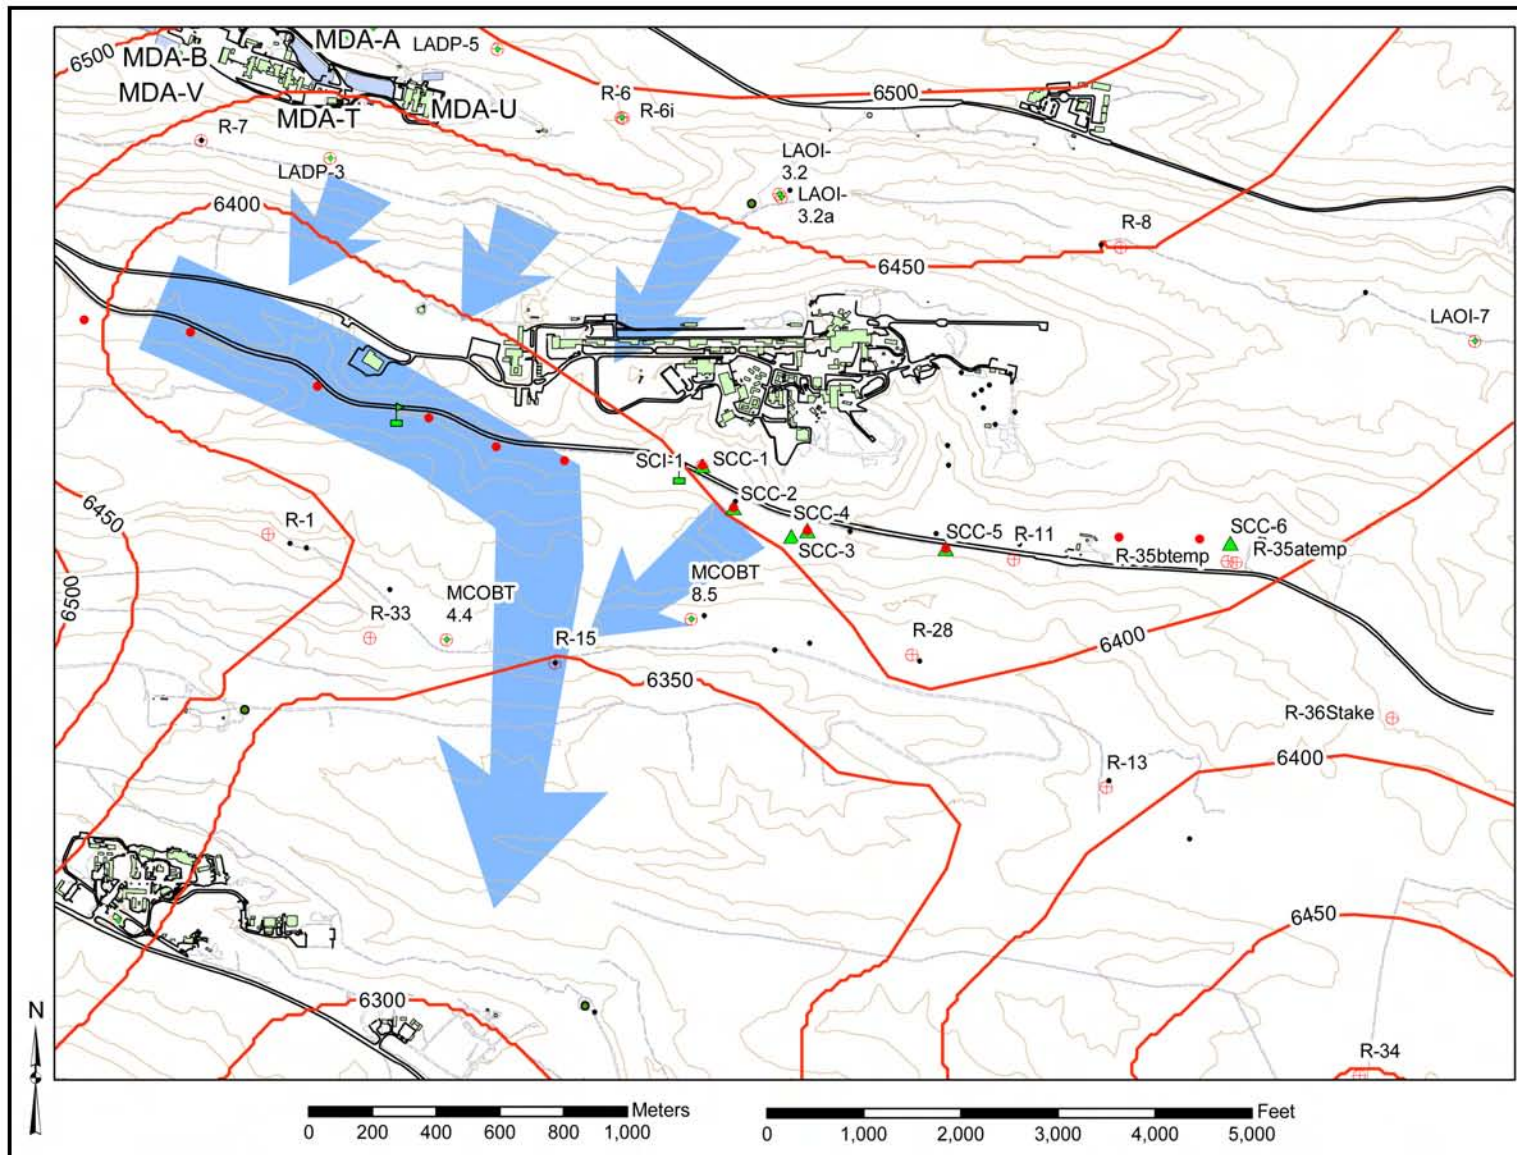 MDA-A
LADP-5
6500
MDA-B
MDA-V
MDA-U
MDA-T
R-6
R-6i
6500
R-7
LADP-3
LAOI-
3.2
LAOI-
3.2a
6400
R-8
6450
LAOI-7
SCI-1
SCC-1
SCC-2
SCC-4
SCC-3
SCC-5
R-11
SCC-6
R-35btemp
R-35atemp
6450
R-1
6500
MCOBT
4.4
MCOBT
8.5
R-33
R-15
R-28
6400
6350
R-36Stake
R-13
6400
6450
6300
N
R-34
Meters
0 200 400 600 800 1,000
Feet
0 1,000 2,000 3,000 4,000 5,000